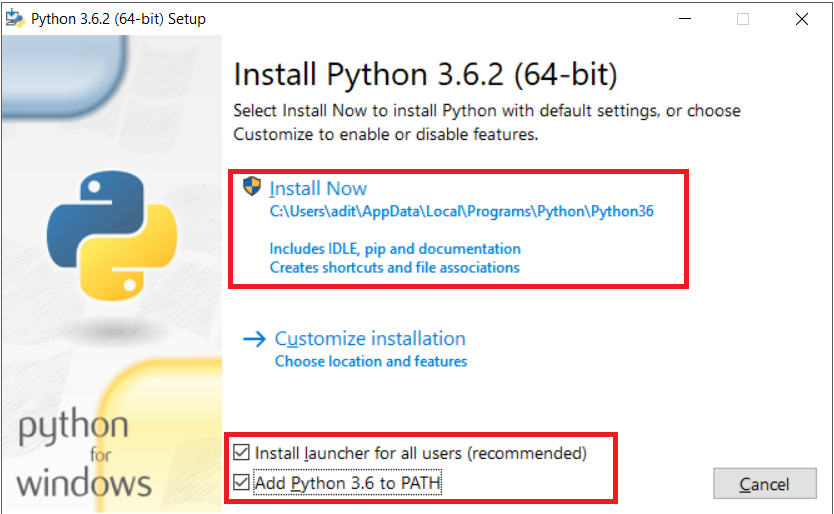 Python 3.6.2 (64-bit) Setup
Install Python 3.6.2 (64-bit)
Select Install Now to install Python with default settings, or choose
Customize to enable or disable features.
Install Now
C:\Users\adit\AppData\Local\Programs\Python\Python36
Includes IDLE, pip and documentation
Creates shortcuts and file associations
Customize installation
Choose location and features
python
for
windows
Install launcher for all users (recommended)
Add Python 3.6 to PATH
Cancel